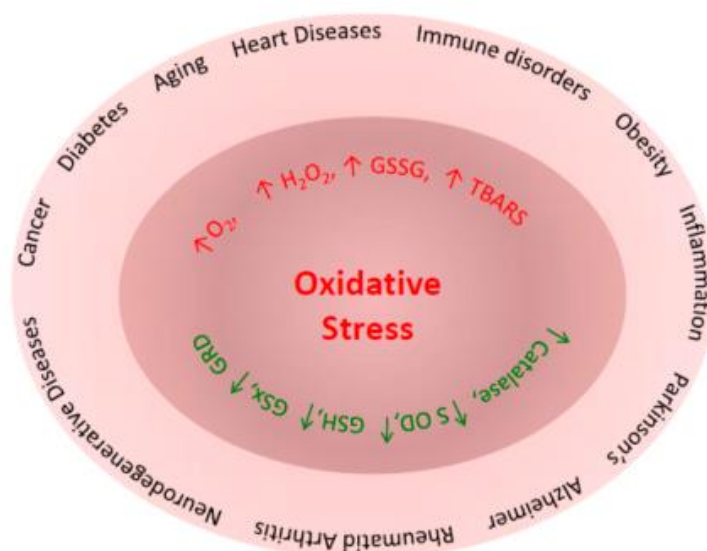 Heart Diseases
Immune disorders
Obesity
Inflammation
Parkinson's
Alzheimer
Rheumatid Arthritis
Neurodegenerative Diseases
Cancer
Diabetes
Aging
↑O₂, ↑ H₂O₂, ↑ GSSG, ↑ TBARS
Oxidative
Stress
↓ Catalase, ↓ S OD, ↓ GSH, ↓ GSx, ↓ GRD